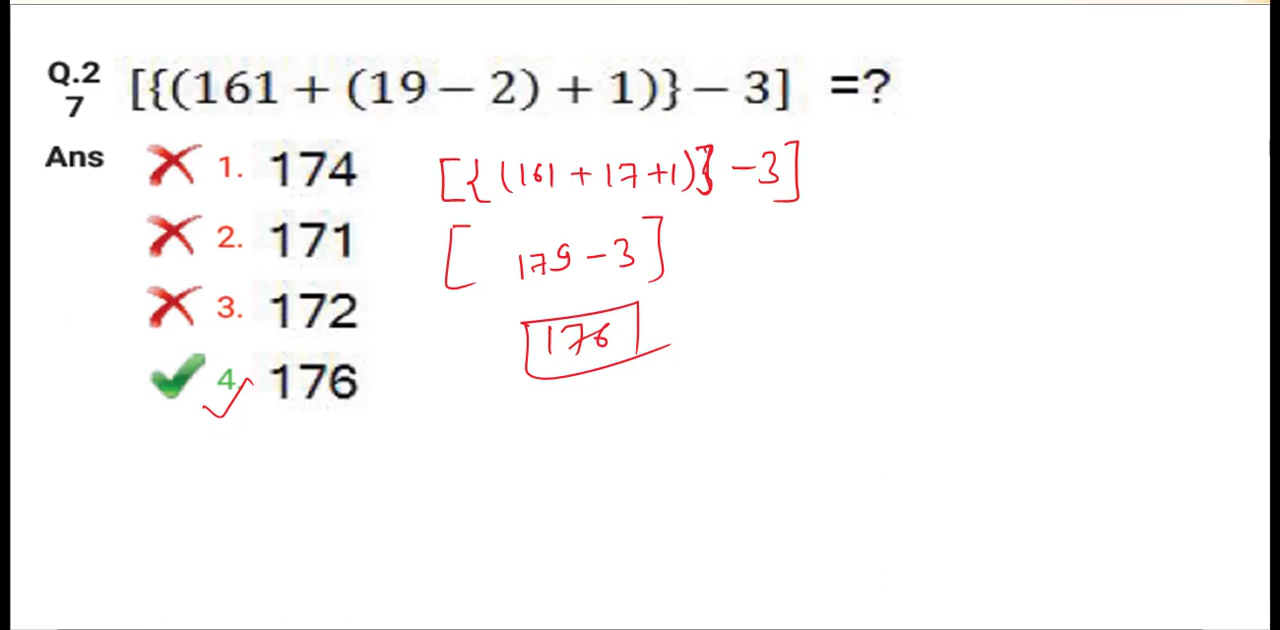 Q.27 [{(161 + (19 − 2) + 1)} − 3] =?
Ans 1. 174
[{(161 + 17 + 1)} − 3]
2. 171
[ 179 − 3 ]
3. 172
176
4. 176